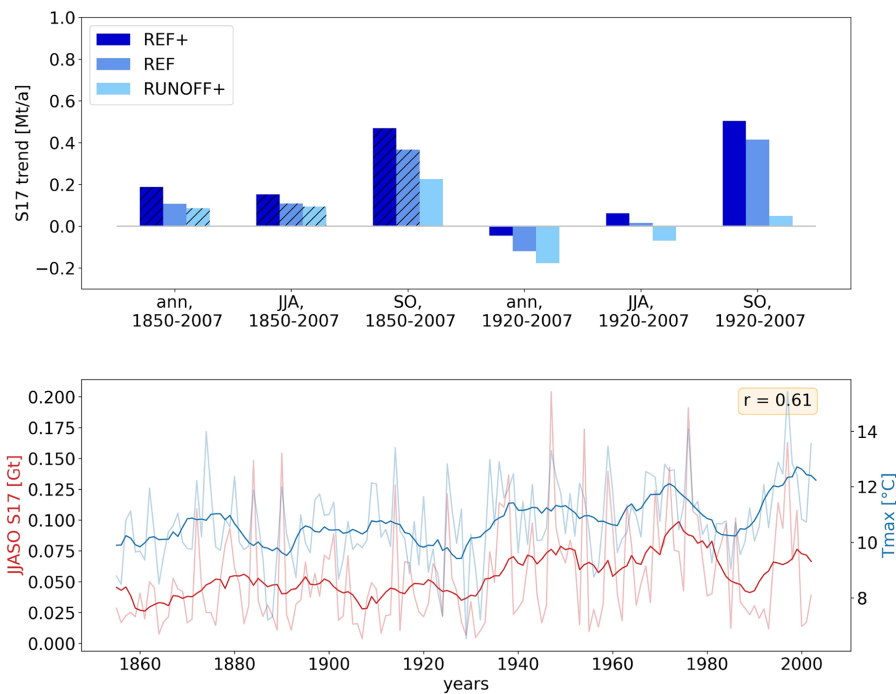 1.0
0.8
0.6
0.4
0.2
0.0
−0.2
S17 trend [Mt/a]
REF+
REF
RUNOFF+
ann, JJA, SO, ann, JJA, SO,
1850-2007 1850-2007 1850-2007 1920-2007 1920-2007 1920-2007
0.200
0.175
0.150
0.125
0.100
0.075
0.050
0.025
0.000
JJASO S17 [Gt]
r = 0.61
14
12
10
8
Tmax [°C]
1860 1880 1900 1920 1940 1960 1980 2000
years